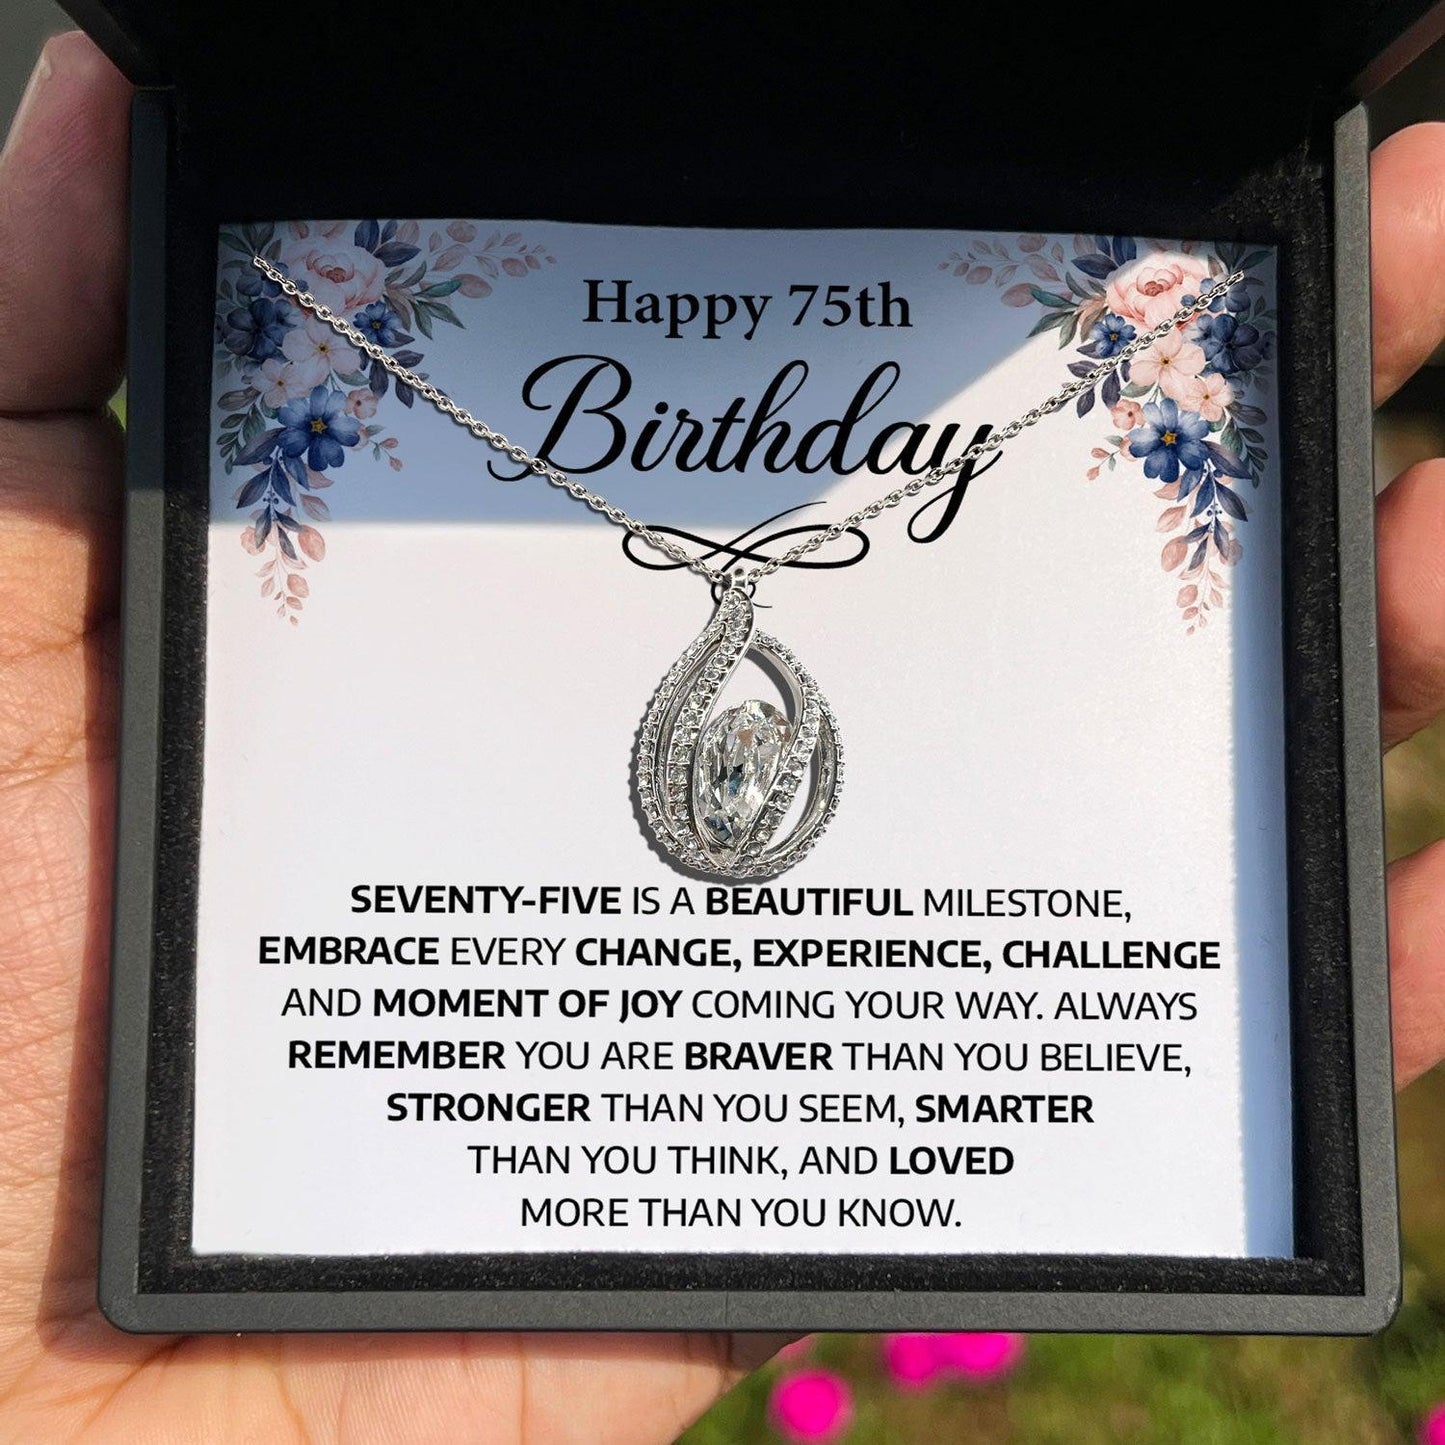 Happy 75th
Birthday
SEVENTY-FIVE IS A BEAUTIFUL MILESTONE,
EMBRACE EVERY CHANGE, EXPERIENCE, CHALLENGE
AND MOMENT OF JOY COMING YOUR WAY. ALWAYS
REMEMBER YOU ARE BRAVER THAN YOU BELIEVE,
STRONGER THAN YOU SEEM, SMARTER
THAN YOU THINK, AND LOVED
MORE THAN YOU KNOW.